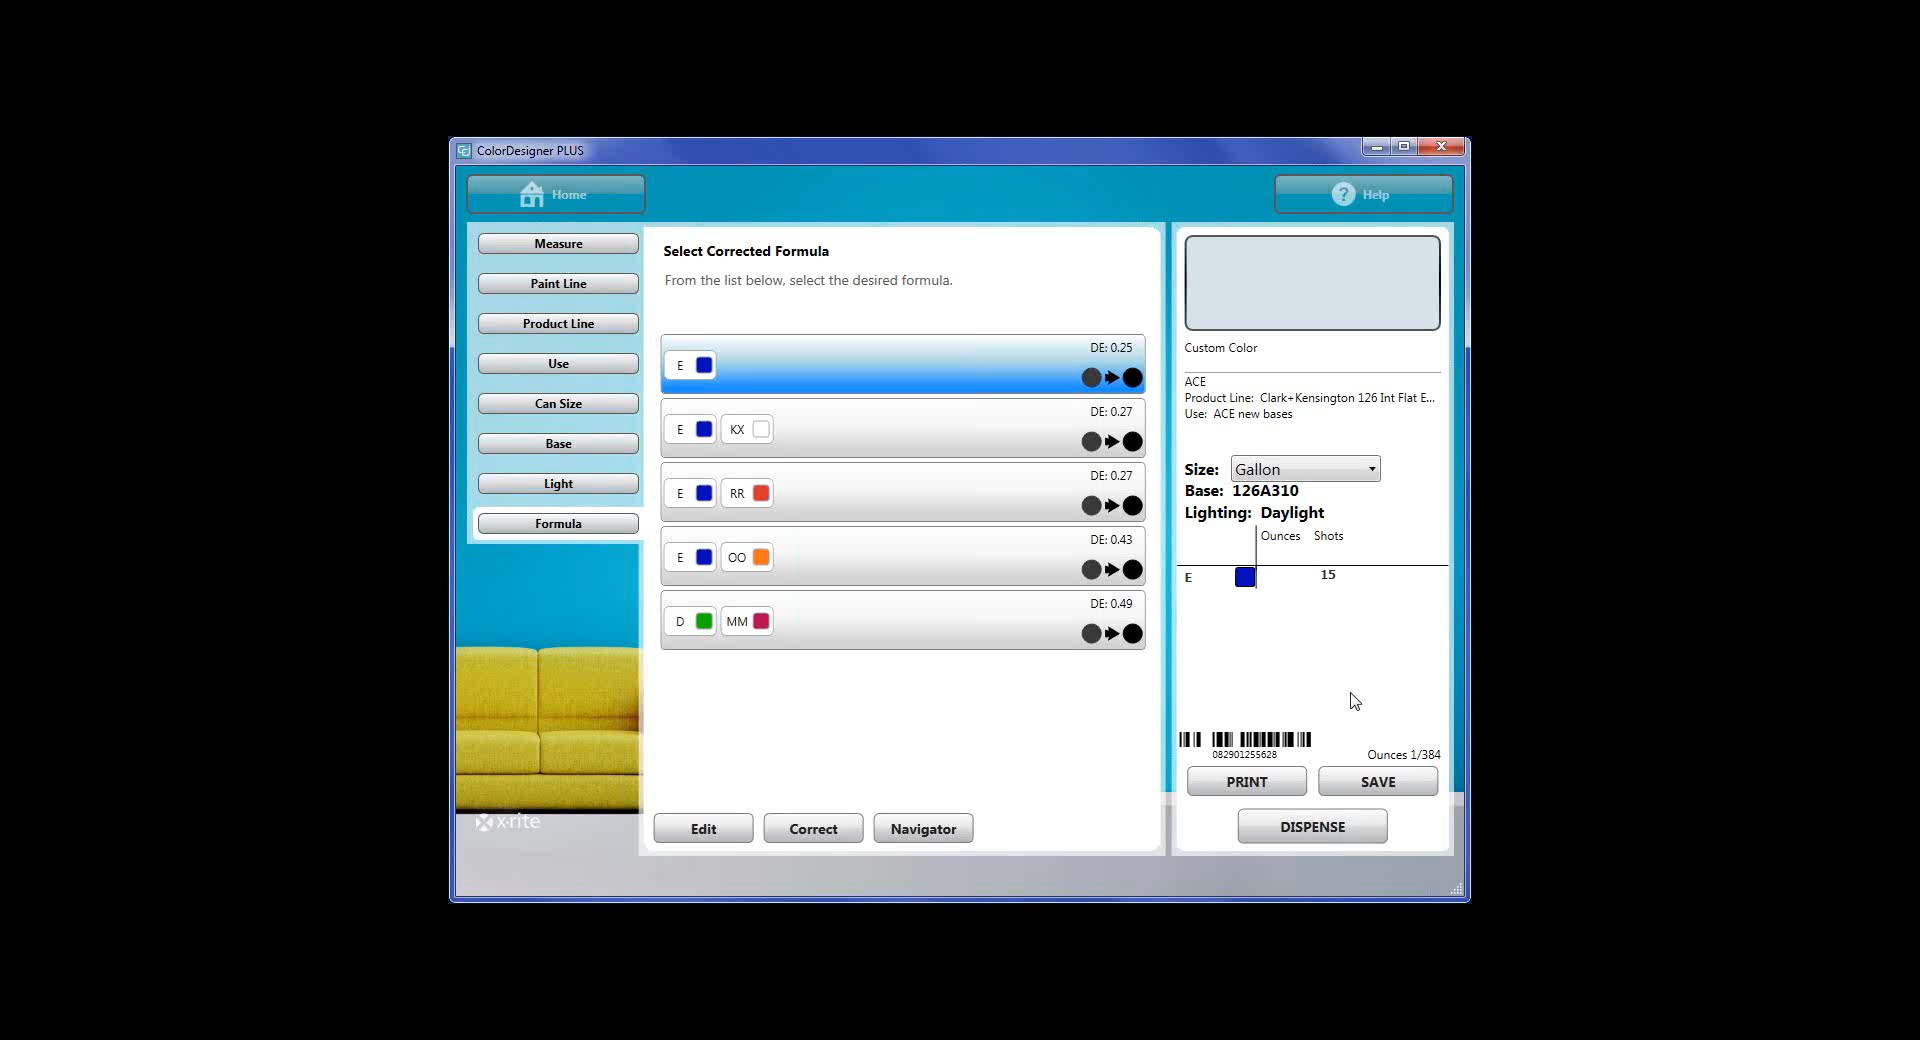 ColorDesigner PLUS
Home
? Help
Measure
Paint Line
Product Line
Use
Can Size
Base
Light
Formula
x·rite
Select Corrected Formula
From the list below, select the desired formula.
E DE: 0.25
E KX DE: 0.27
E RR DE: 0.27
E OO DE: 0.43
D MM DE: 0.49
Edit Correct Navigator
Custom Color
ACE
Product Line: Clark+Kensington 126 Int Flat E...
Use: ACE new bases
Size: Gallon
Base: 126A310
Lighting: Daylight
Ounces Shots
E 15
082901255628
Ounces 1/384
PRINT SAVE
DISPENSE